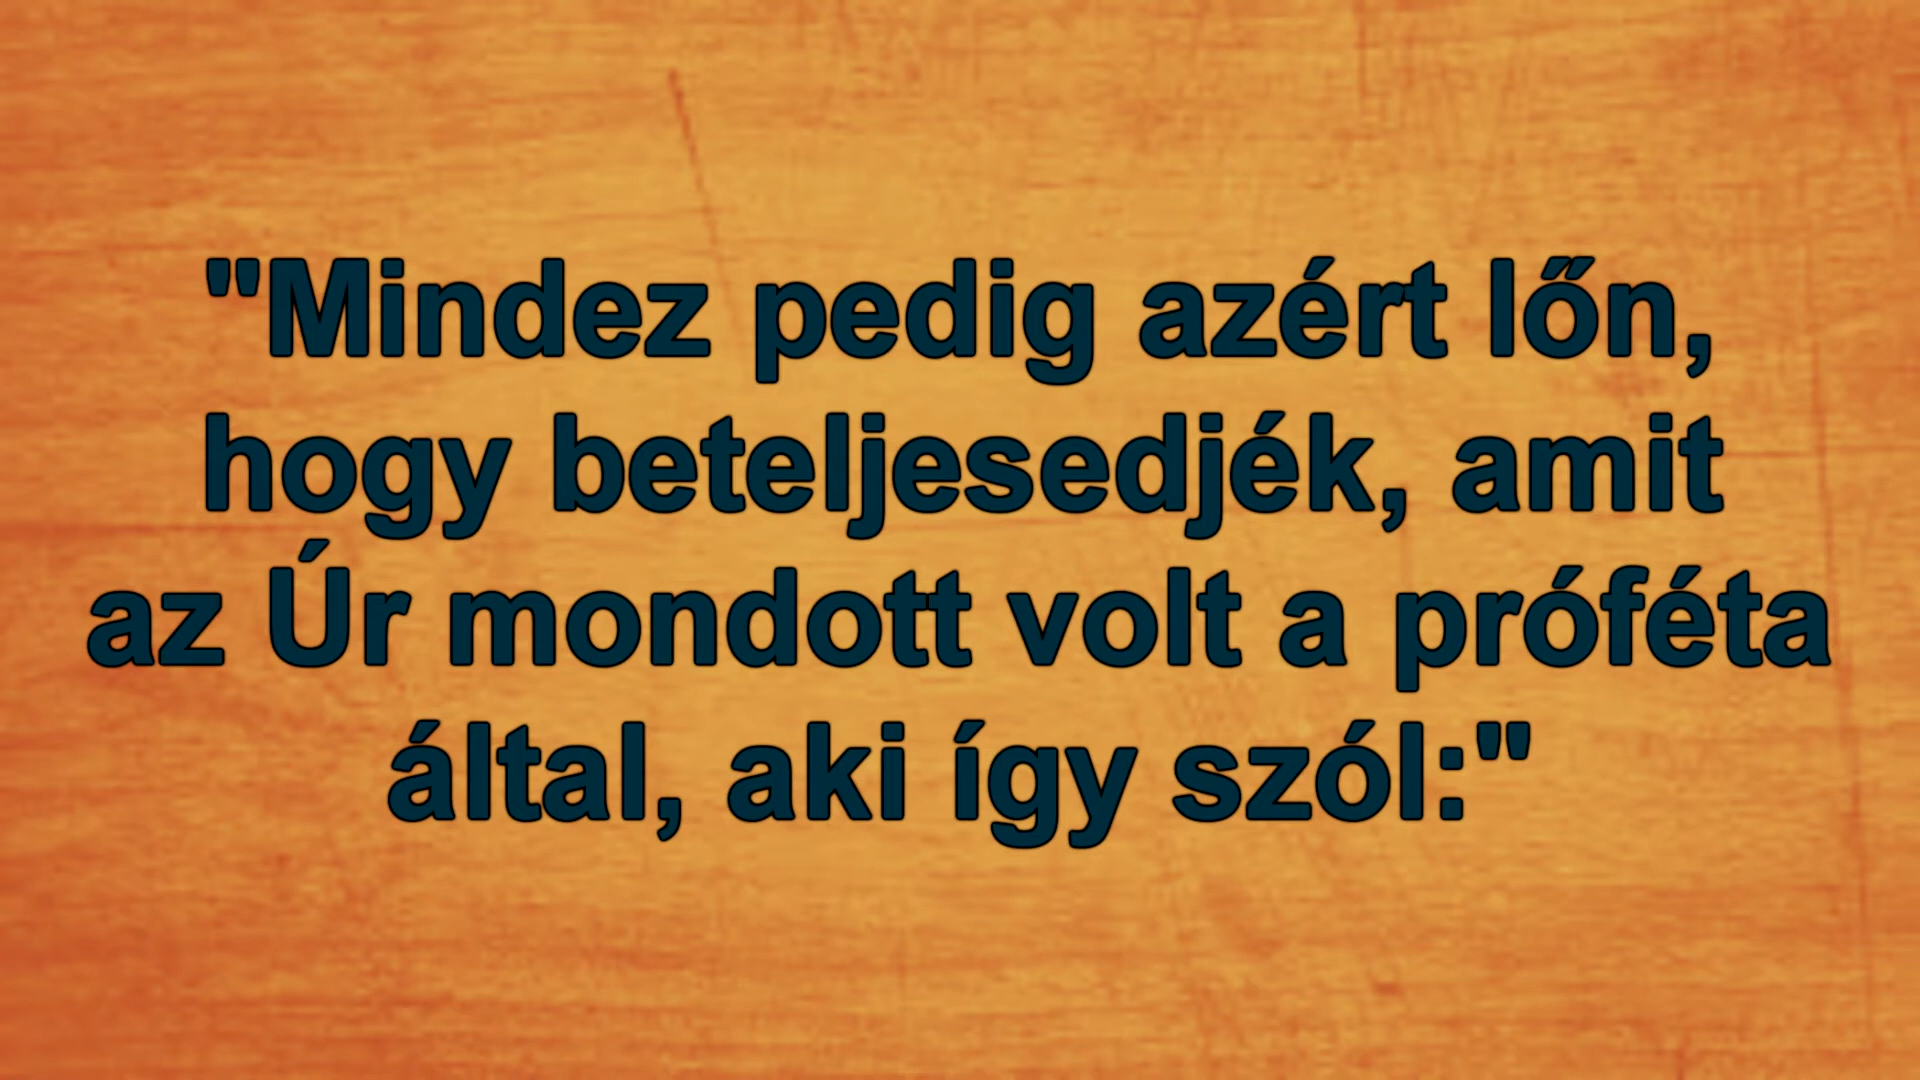 "Mindez pedig azért lőn,
hogy beteljesedjék, amit
az Úr mondott volt a próféta
által, aki így szól:"